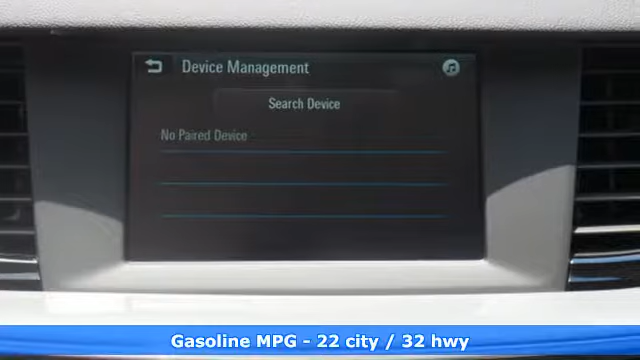 Device Management
Search Device
No Paired Device
Gasoline MPG - 22 city / 32 hwy